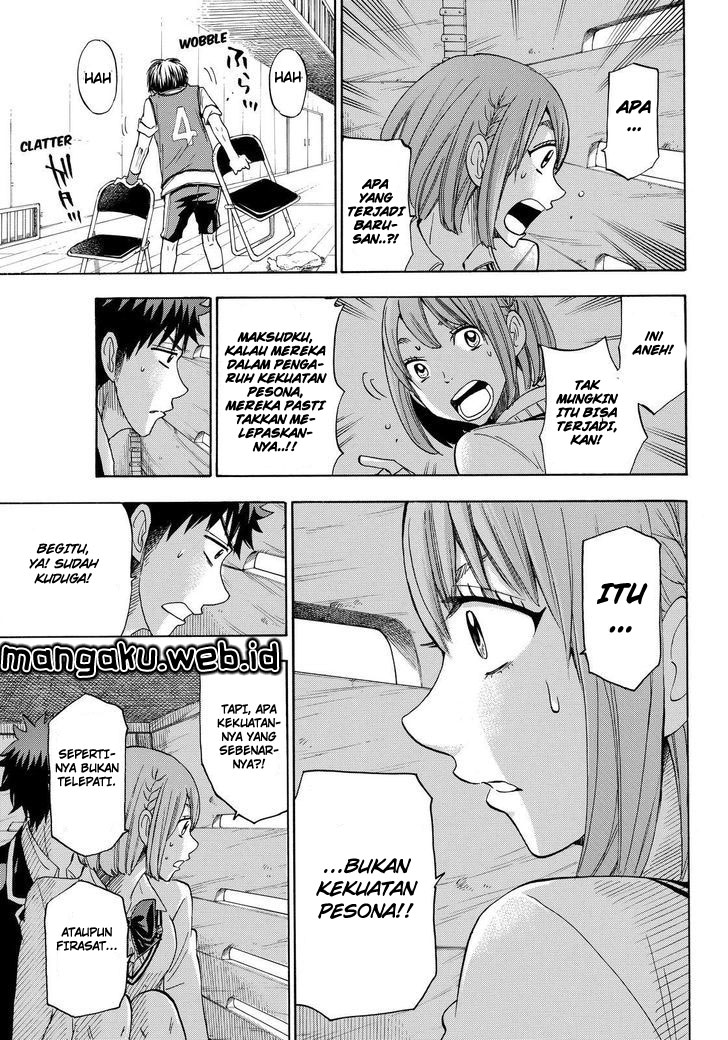 APA
...
APA
YANG
TERJADI
BARU-
SAN..?!
WOBBLE
ふら…
HAH
HAH
CLATTER
ガタ
INI
ANEH!
TAK
MUNGKIN
ITU BISA
TERJADI,
KAN!
MAKSUDKU,
KALAU MEREKA
DALAM PENGA-
RUH KEKUATAN
PESONA,
MEREKA PASTI
TAKKAN ME-
LEPASKAN-
NYA..!!
ITU
...
...BUKAN
KEKUATAN
PESONA!!
BEGITU,
YA! SUDAH
KUDUGA!
mangaku.web.id
TAPI, APA
KEKUATAN-
NYA YANG
SEBENAR-
NYA?!
SEPERTI-
NYA BUKAN
TELEPATI.
ATAUPUN
FIRASAT...